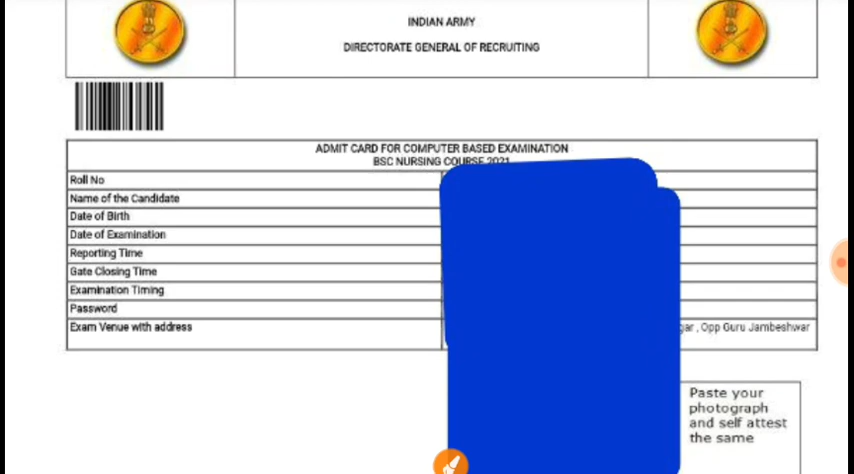 INDIAN ARMY
DIRECTORATE GENERAL OF RECRUITING
ADMIT CARD FOR COMPUTER BASED EXAMINATION
BSC NURSING COURSE 2021
Roll No
Name of the Candidate
Date of Birth
Date of Examination
Reporting Time
Gate Closing Time
Examination Timing
Password
Exam Venue with address
, Opp Guru Jambeshwar
Paste your
photograph
and self attest
the same